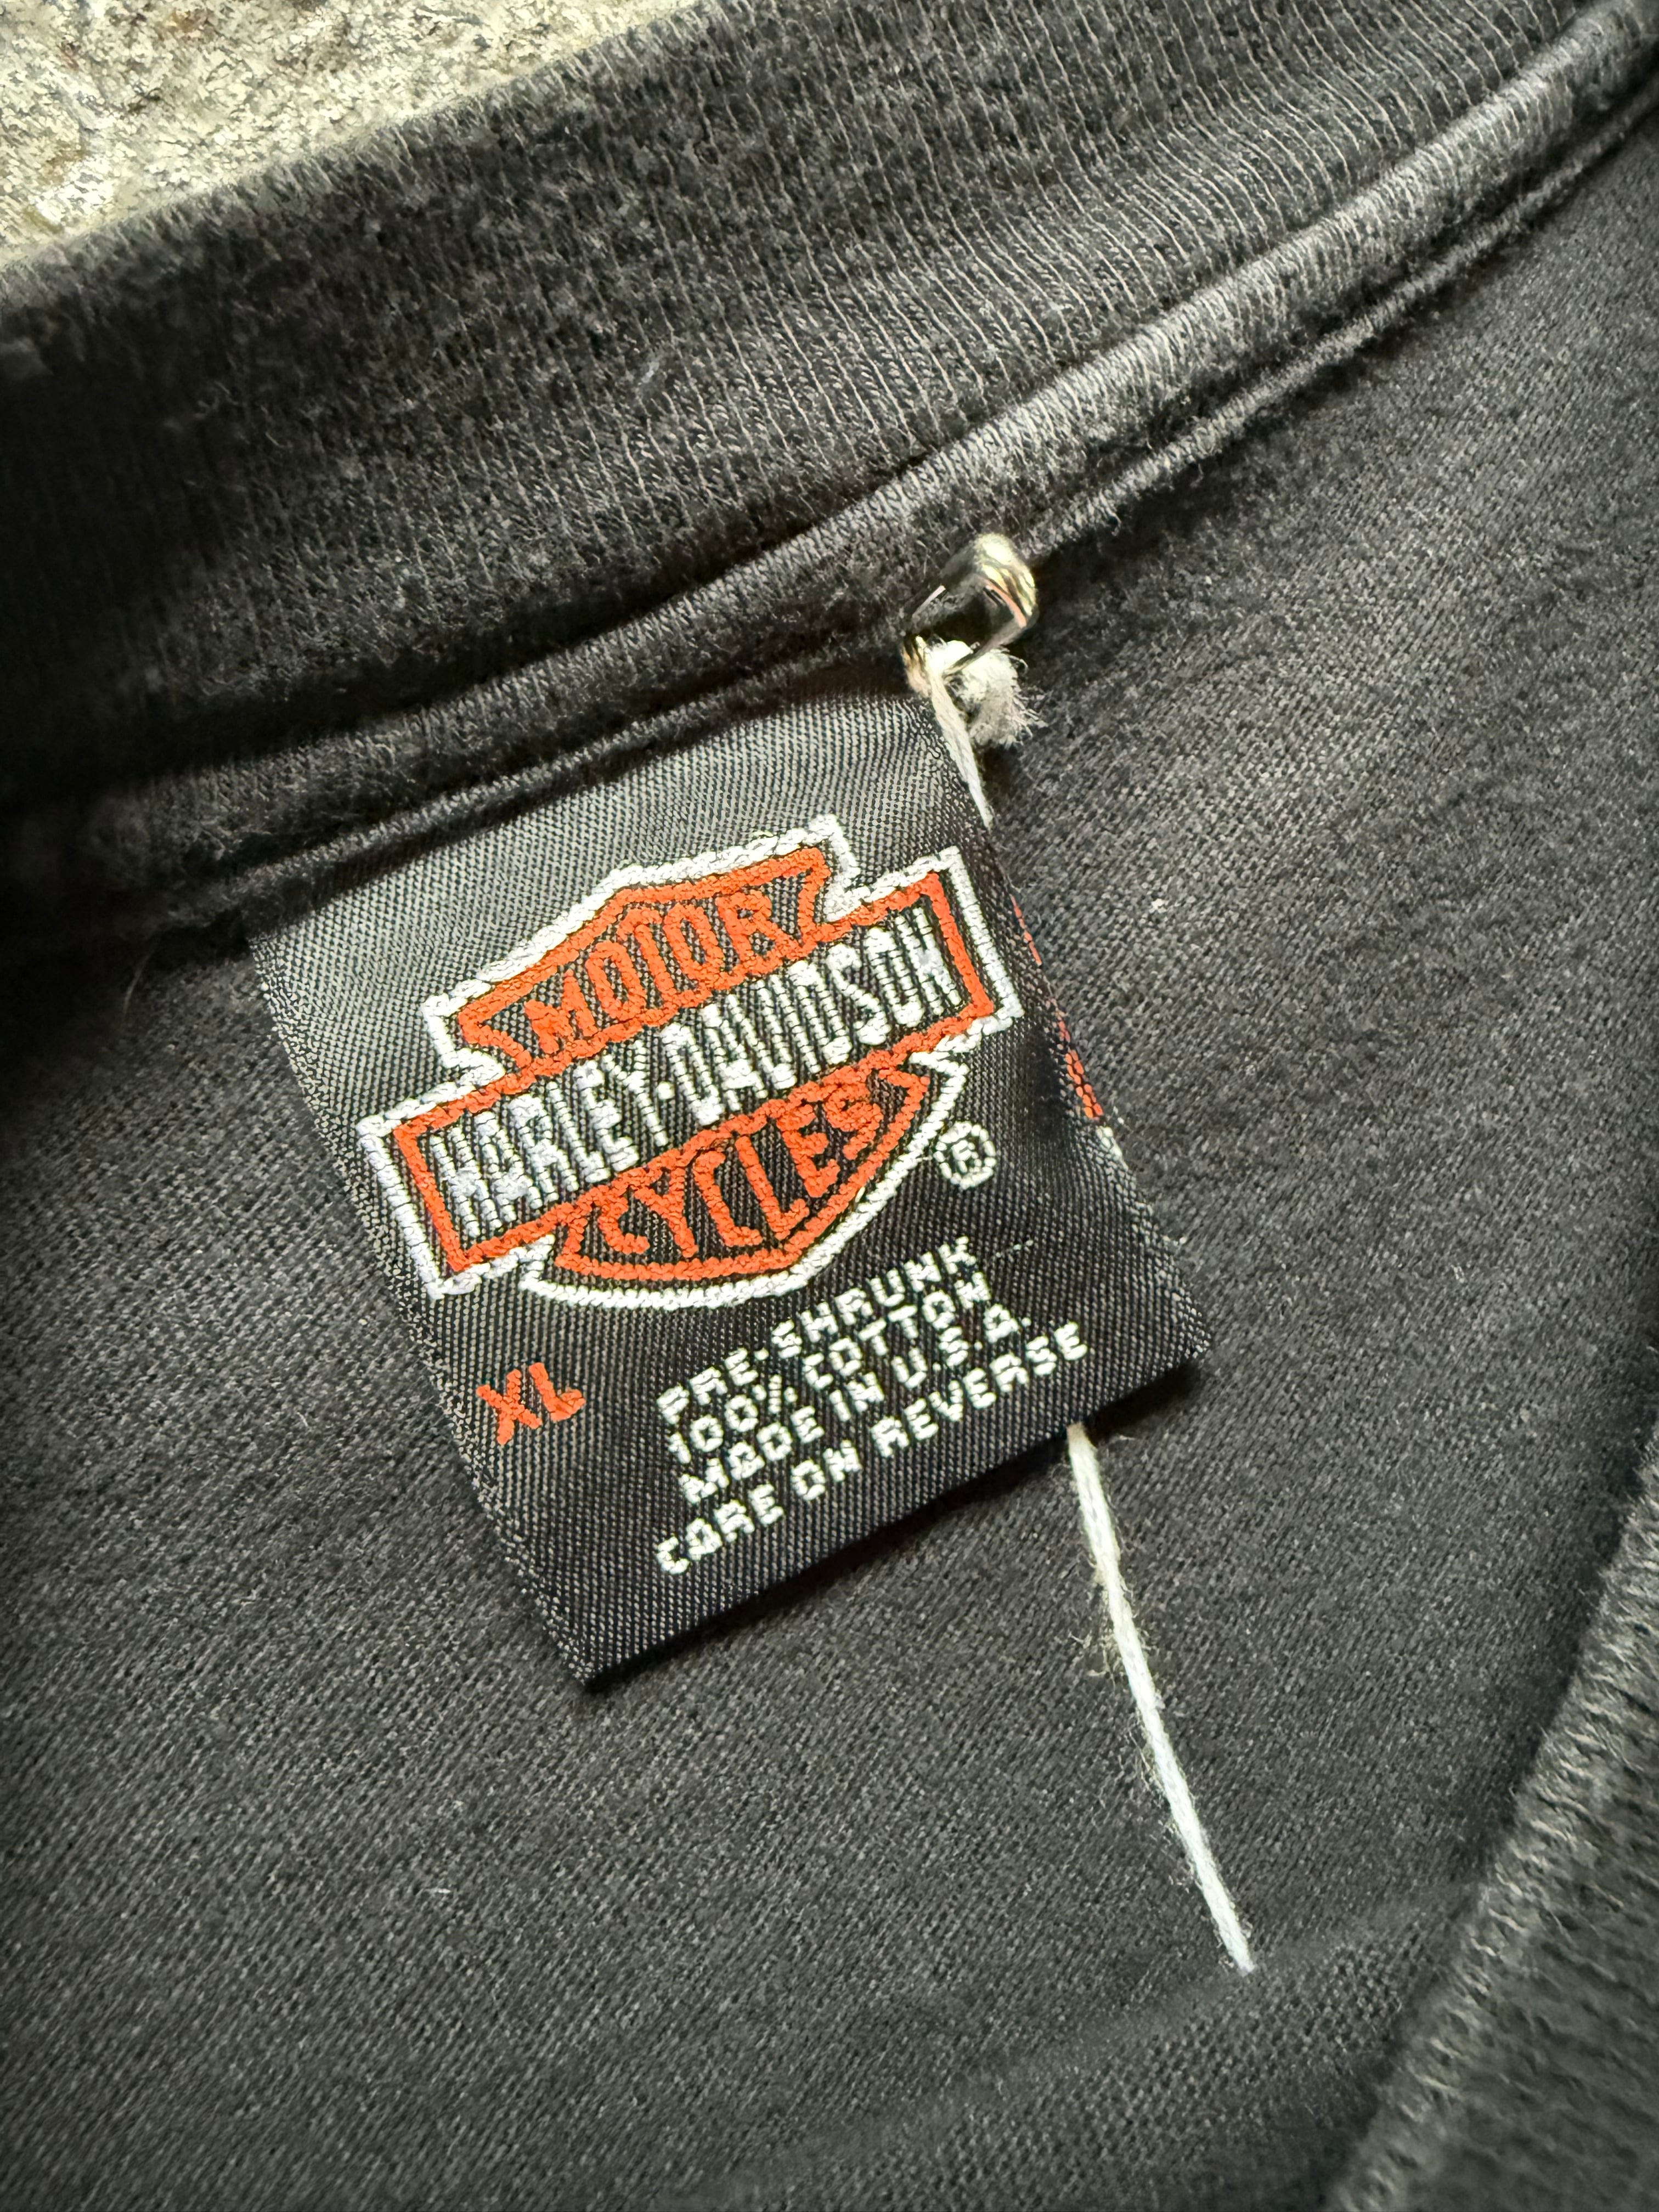 MOTOR
HARLEY-DAVIDSON
CYCLES
®
XL
PRE-SHRUNK
100% COTTON
MADE IN U.S.A.
CARE ON REVERSE